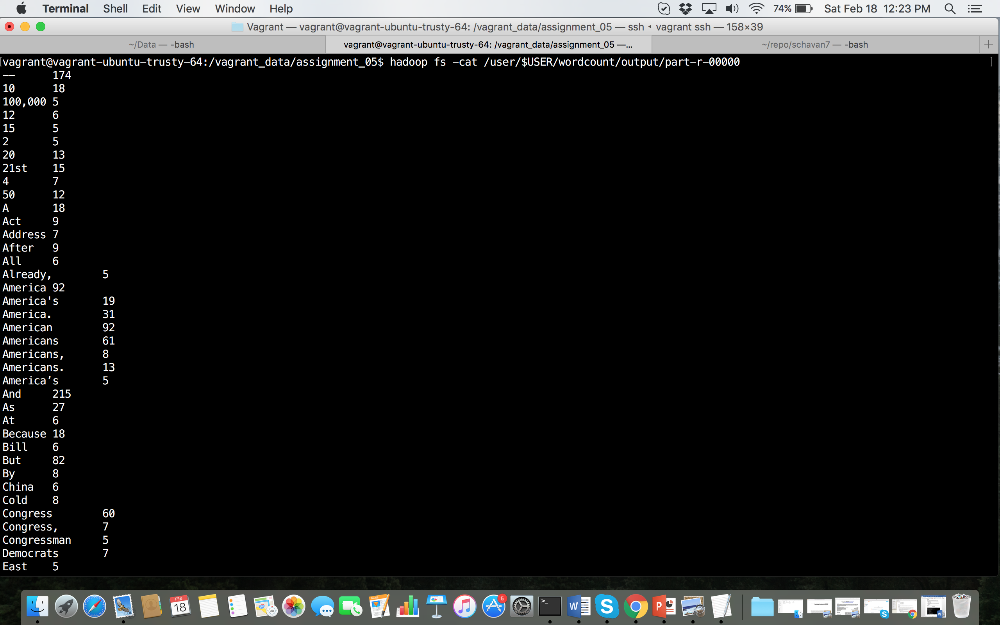 Terminal Shell Edit View Window Help 74% Sat Feb 18 12:23 PM
Vagrant — vagrant@vagrant-ubuntu-trusty-64: /vagrant_data/assignment_05 — ssh ◂ vagrant ssh — 158×39
~/Data — -bash vagrant@vagrant-ubuntu-trusty-64: /vagrant_data/assignment_05 —... ~/repo/schavan7 — -bash
[vagrant@vagrant-ubuntu-trusty-64:/vagrant_data/assignment_05$ hadoop fs -cat /user/$USER/wordcount/output/part-r-00000 ]
-- 174
10 18
100,000 5
12 6
15 5
2 5
20 13
21st 15
4 7
50 12
A 18
Act 9
Address 7
After 9
All 6
Already, 5
America 92
America's 19
America. 31
American 92
Americans 61
Americans, 8
Americans. 13
America’s 5
And 215
As 27
At 6
Because 18
Bill 6
But 82
By 8
China 6
Cold 8
Congress 60
Congress, 7
Congressman 5
Democrats 7
East 5
FEB
18
3D
PAGES
5
>_
W
S
P